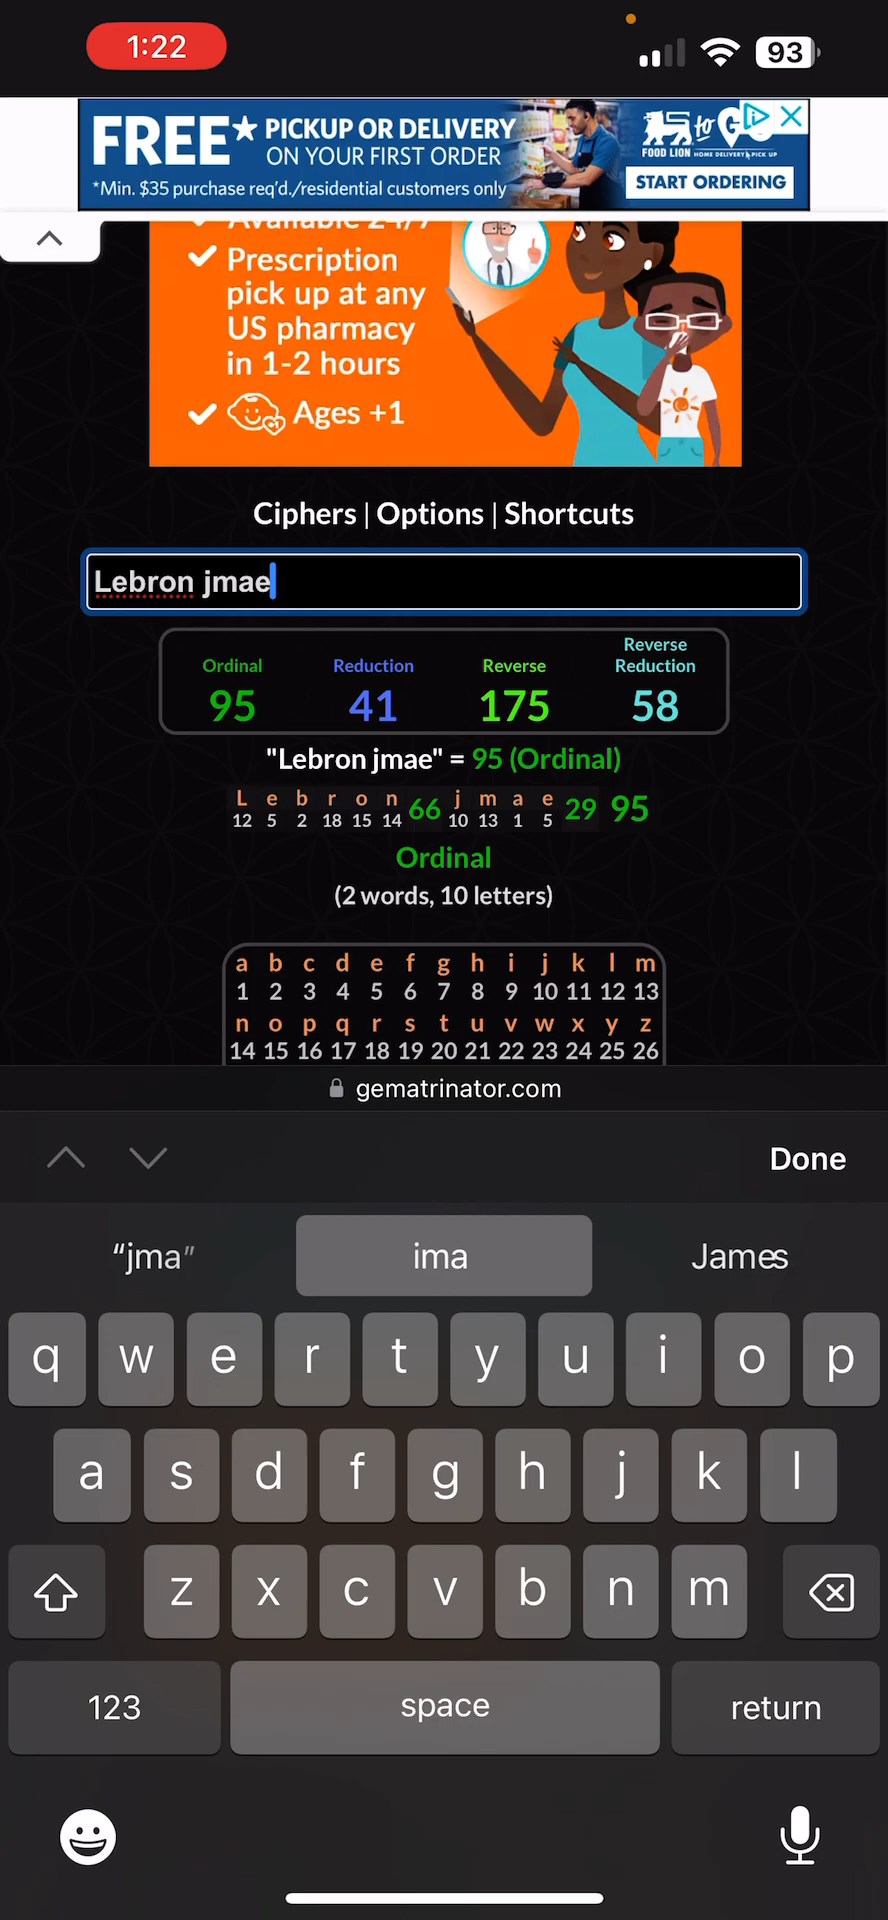 1:22
93
FREE* PICKUP OR DELIVERY
ON YOUR FIRST ORDER
*Min. $35 purchase req'd./residential customers only
to G
FOOD LION HOME DELIVERY PICK UP
START ORDERING
Available 24/7
Prescription
pick up at any
US pharmacy
in 1-2 hours
Ages +1
Ciphers | Options | Shortcuts
Lebron jmae
Ordinal Reduction Reverse Reverse Reduction
95 41 175 58
"Lebron jmae" = 95 (Ordinal)
L e b r o n 66 j m a e 29 95
12 5 2 18 15 14 10 13 1 5
Ordinal
(2 words, 10 letters)
a b c d e f g h i j k l m
1 2 3 4 5 6 7 8 9 10 11 12 13
n o p q r s t u v w x y z
14 15 16 17 18 19 20 21 22 23 24 25 26
gematrinator.com
Done
“jma” ima James
q w e r t y u i o p
a s d f g h j k l
z x c v b n m
123 space return